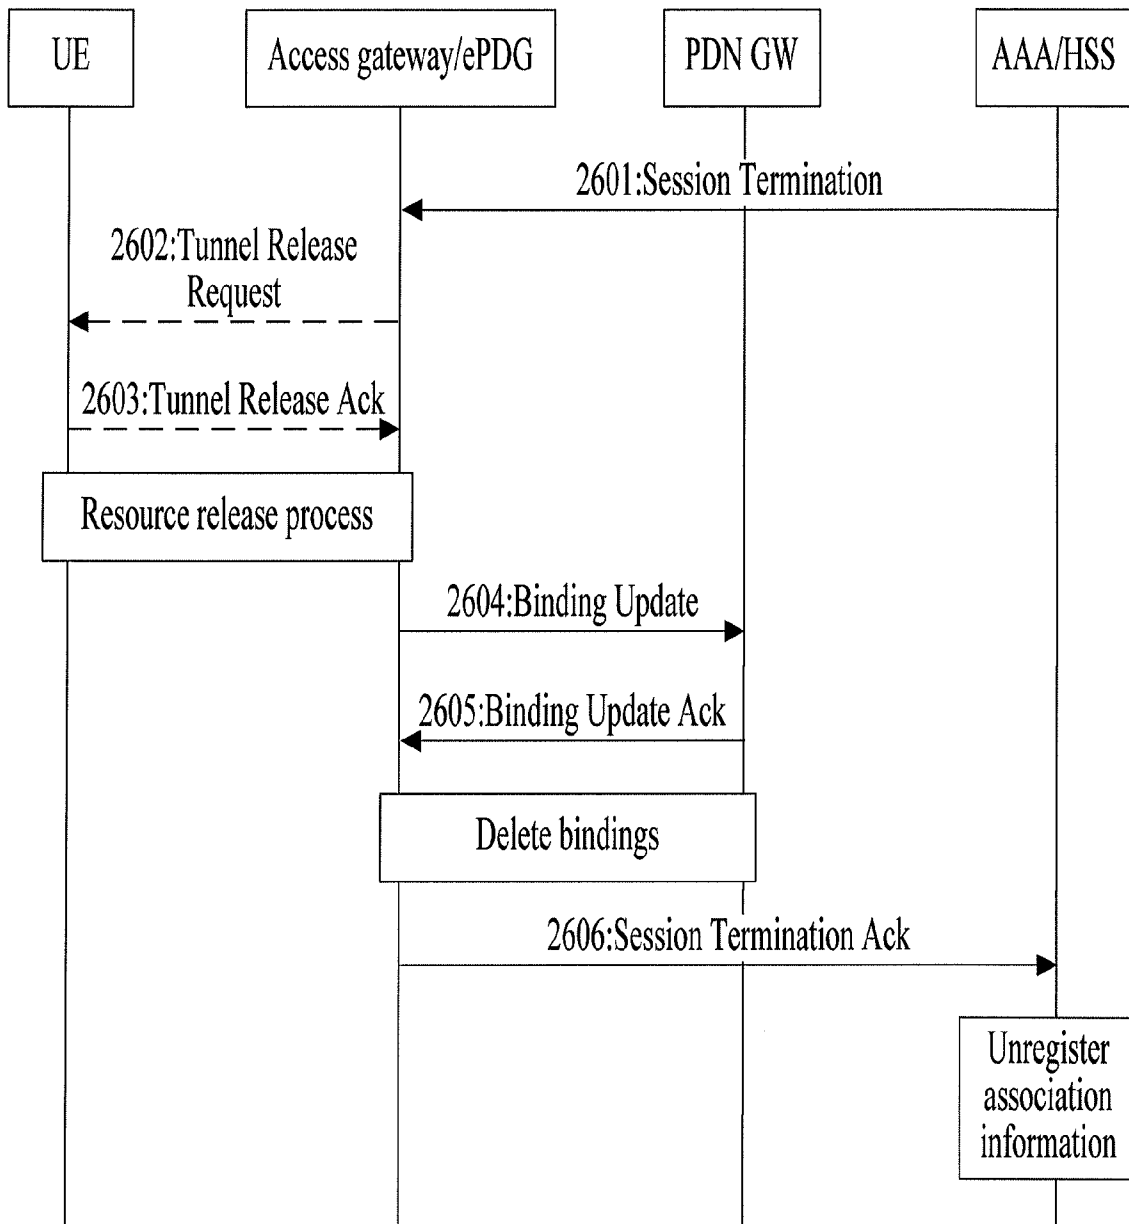 UE
Access gateway/ePDG
PDN GW
AAA/HSS
2601:Session Termination
2602:Tunnel Release
Request
2603:Tunnel Release Ack
Resource release process
2604:Binding Update
2605:Binding Update Ack
Delete bindings
2606:Session Termination Ack
Unregister
association
information